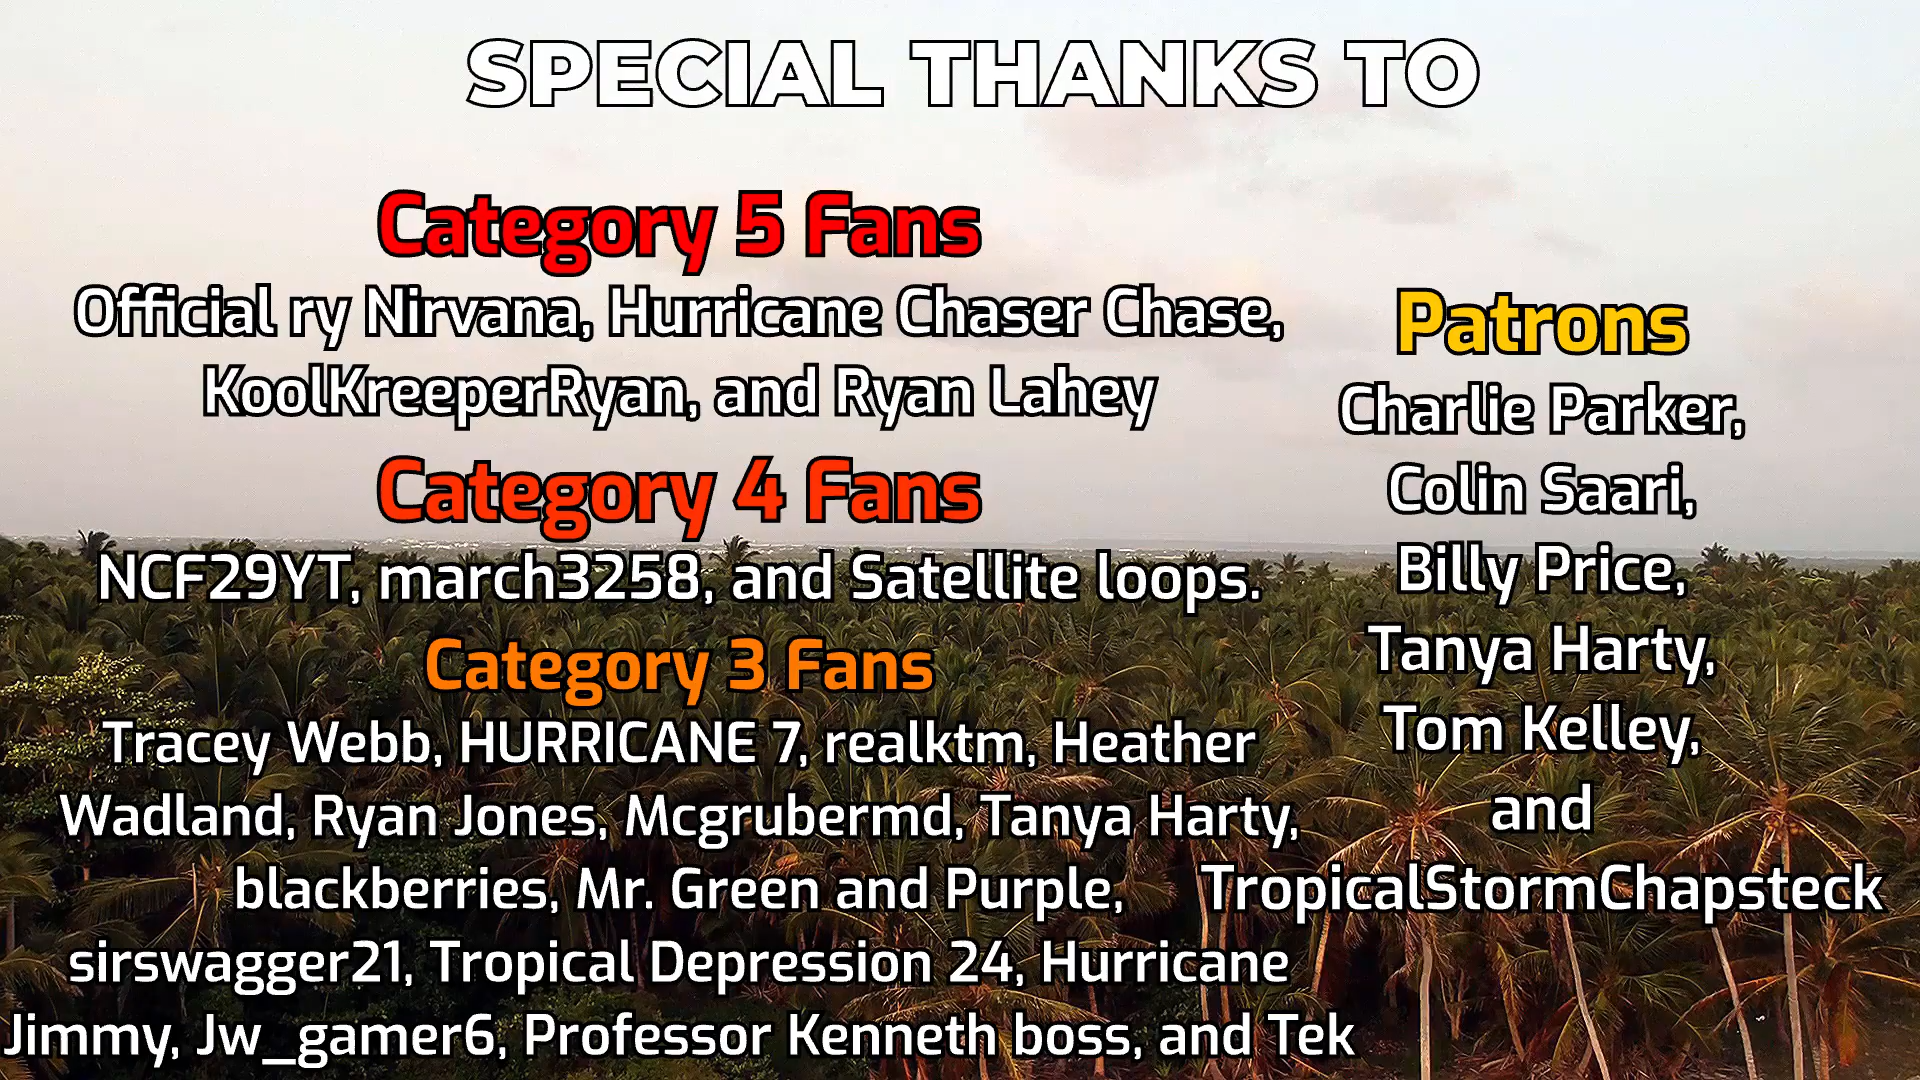 SPECIAL THANKS TO
Category 5 Fans
Official ry Nirvana, Hurricane Chaser Chase,
KoolKreeperRyan, and Ryan Lahey
Category 4 Fans
NCF29YT, march3258, and Satellite loops.
Category 3 Fans
Tracey Webb, HURRICANE 7, realktm, Heather
Wadland, Ryan Jones, Mcgrubermd, Tanya Harty,
blackberries, Mr. Green and Purple,
sirswagger21, Tropical Depression 24, Hurricane
Jimmy, Jw_gamer6, Professor Kenneth boss, and Tek
Patrons
Charlie Parker,
Colin Saari,
Billy Price,
Tanya Harty,
Tom Kelley,
and
TropicalStormChapsteck